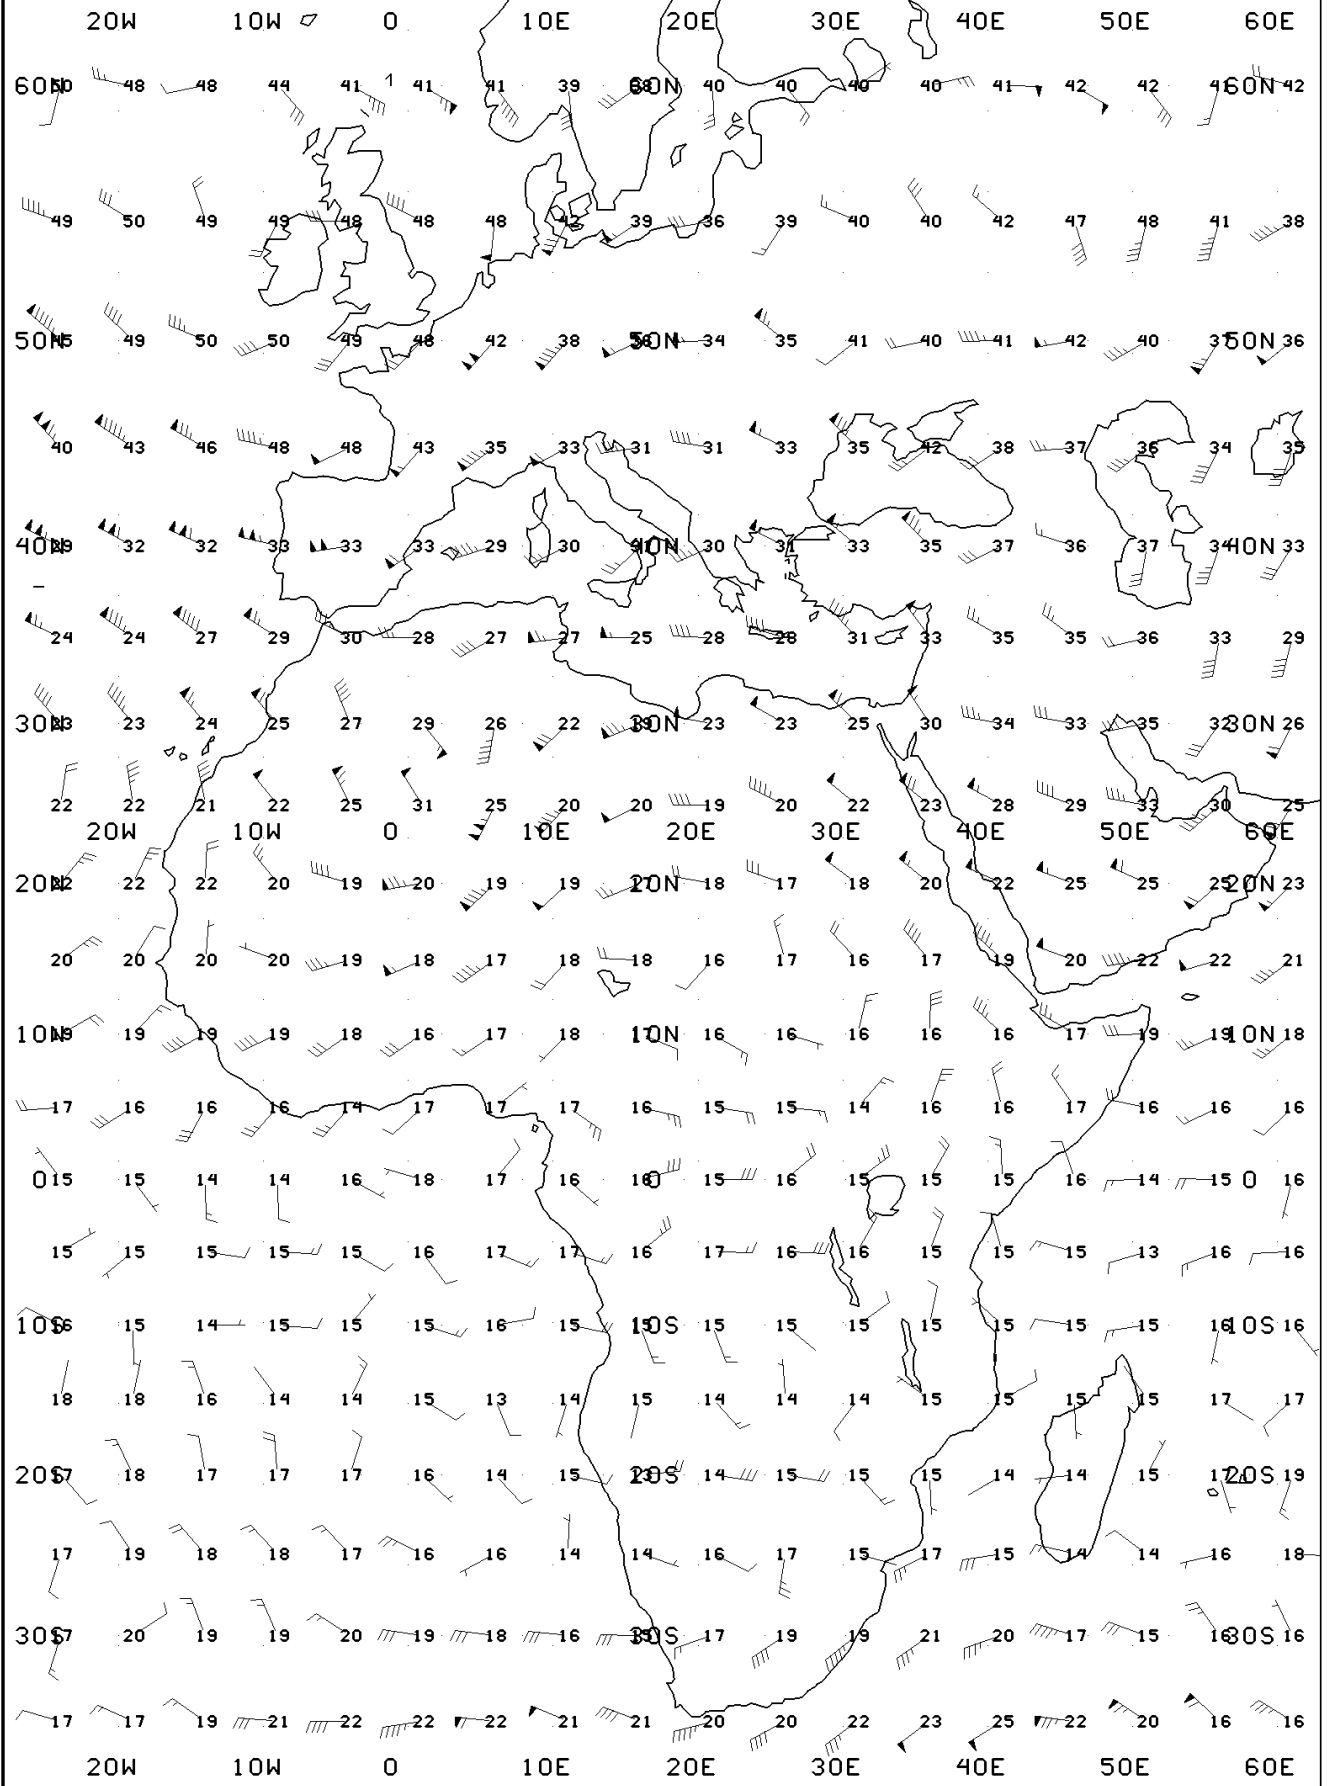 20W 10W 0 10E 20E 30E 40E 50E 60E
60N 48 48 44 41 1 41 41 39 60N 40 40 40 40 41 42 42 41 60N 42
49 50 49 49 48 48 48 42 39 36 39 40 40 42 47 48 41 38
50N 49 50 50 49 48 42 38 50N 34 35 41 40 41 42 40 37 50N 36
40 43 46 48 48 43 35 33 31 31 33 35 42 38 37 36 34 35
40N 32 32 33 33 33 29 30 40N 30 31 33 35 37 36 37 34 40N 33
24 24 27 29 30 28 27 27 25 28 28 31 33 35 35 36 33 29
30N 23 24 25 27 29 26 22 30N 23 23 25 30 34 33 35 32 30N 26
22 22 21 22 25 31 25 20 20 19 20 22 23 28 29 33 30 25
20W 10W 0 10E 20E 30E 40E 50E 60E
20N 22 22 20 19 20 19 19 17 20N 18 17 18 20 22 25 25 25 20N 23
20 20 20 20 19 18 17 18 18 16 17 16 17 19 20 22 22 21
10N 19 19 19 18 16 17 18 10N 16 16 16 16 16 17 19 19 10N 18
17 16 16 16 14 17 17 17 16 15 15 14 16 16 17 16 16 16
0 15 15 14 14 16 18 17 16 0 15 16 15 15 15 16 14 15 0 16
15 15 15 15 15 16 17 17 16 17 16 16 15 15 15 13 16 16
10S 15 14 15 15 15 16 15 10S 15 15 15 15 15 15 15 16 10S 16
18 18 16 14 14 15 13 14 15 14 14 14 15 15 15 15 17 17
20S 18 17 17 17 16 14 15 20S 14 15 15 15 14 14 15 17 20S 19
17 19 18 18 17 16 16 14 14 16 17 15 17 15 14 14 16 18
30S 20 19 19 20 19 18 16 30S 17 19 19 21 20 17 15 16 30S 16
17 17 19 21 22 22 22 21 21 20 20 22 23 25 22 20 16 16
20W 10W 0 10E 20E 30E 40E 50E 60E